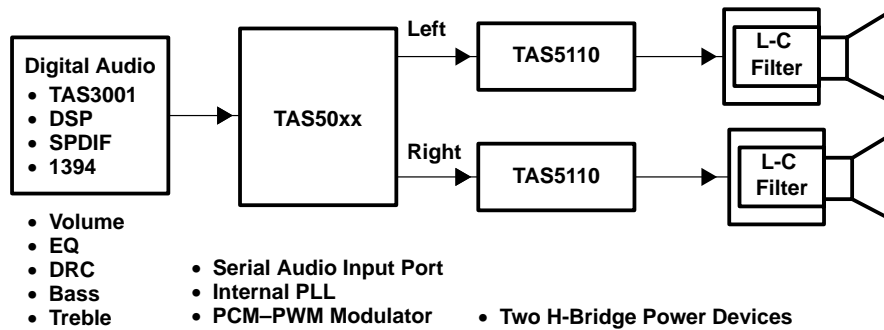 Digital Audio
• TAS3001
• DSP
• SPDIF
• 1394
TAS50xx
Left
Right
TAS5110
TAS5110
L-C
Filter
L-C
Filter
• Volume
• EQ
• DRC
• Bass
• Treble
• Serial Audio Input Port
• Internal PLL
• PCM–PWM Modulator
• Two H-Bridge Power Devices